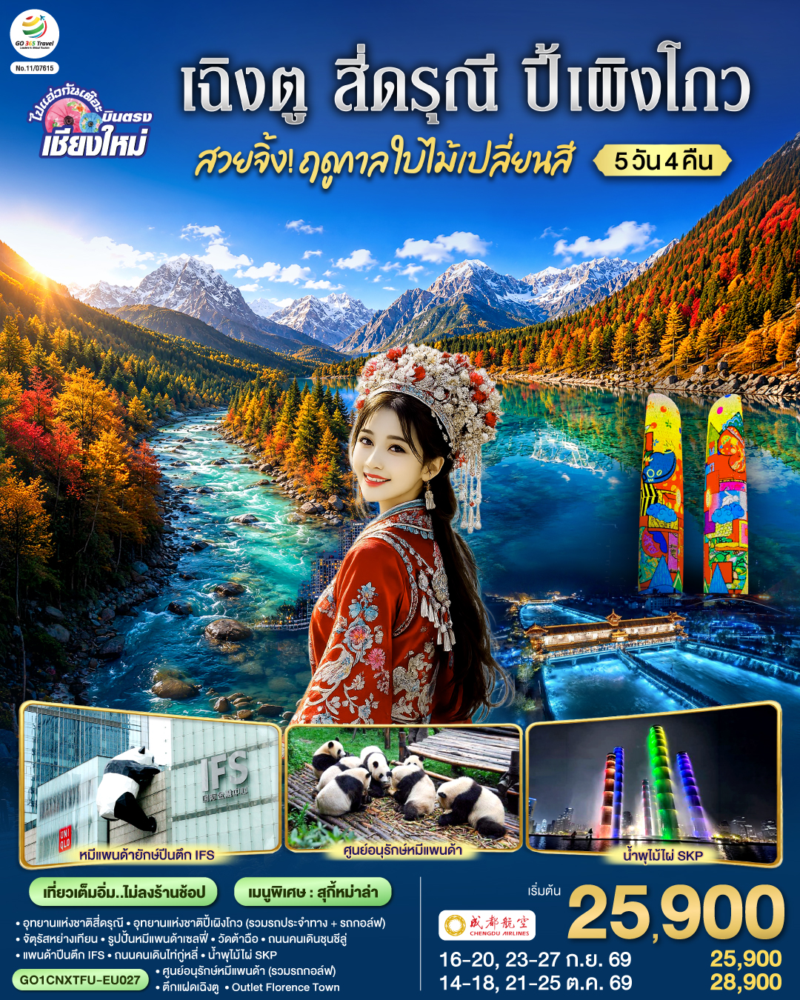 GO 365 Travel
Leaders in Global Tourism
No.11/07615
ไปแอ่วกันเต๊อะ
บินตรง
เชียงใหม่
เฉิงตู สี่ดรุณี ปี้เผิงโกว
สวยจิ้ง! ฤดูกาลใบไม้เปลี่ยนสี
5 วัน 4 คืน
IFS
国际金融中心
UNI
QLO
หมีแพนด้ายักษ์ปีนตึก IFS
ศูนย์อนุรักษ์หมีแพนด้า
น้ำพุไม้ไผ่ SKP
เที่ยวเต็มอิ่ม..ไม่ลงร้านช้อป
เมนูพิเศษ : สุกี้หม่าล่า
• อุทยานแห่งชาติสี่ดรุณี • อุทยานแห่งชาติปี้เผิงโกว (รวมรถประจำทาง + รถกอล์ฟ)
• จัตุรัสหย่างเทียน • รูปปั้นหมีแพนด้าเซลฟี่ • วัดต้าฉือ • ถนนคนเดินชุนซีลู่
• แพนด้าปีนตึก IFS • ถนนคนเดินไท่กู่หลี่ • น้ำพุไม้ไผ่ SKP
• ศูนย์อนุรักษ์หมีแพนด้า (รวมรถกอล์ฟ)
GO1CNXTFU-EU027
• ตึกแฝดเฉิงตู • Outlet Florence Town
เริ่มต้น
25,900
成都航空
CHENGDU AIRLINES
16-20, 23-27 ก.ย. 69 25,900
14-18, 21-25 ต.ค. 69 28,900